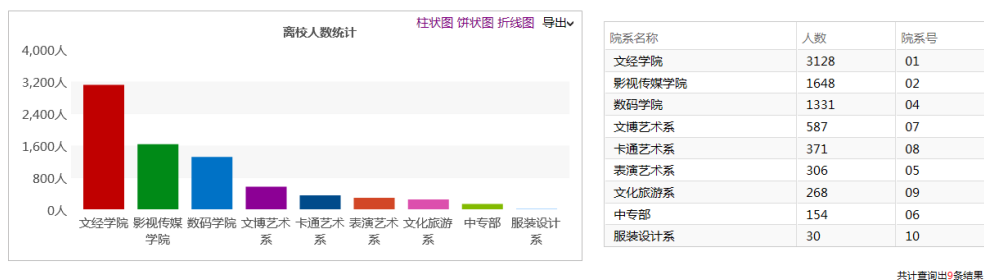 柱状图 饼状图 折线图 导出
离校人数统计
4,000人
3,200人
2,400人
1,600人
800人
0人
文经学院 影视传媒 数码学院 文博艺术 卡通艺术 表演艺术 文化旅游 中专部 服装设计
学院 系 系 系 系 系
院系名称 人数 院系号
文经学院 3128 01
影视传媒学院 1648 02
数码学院 1331 04
文博艺术系 587 07
卡通艺术系 371 08
表演艺术系 306 05
文化旅游系 268 09
中专部 154 06
服装设计系 30 10
共计查询出9条结果